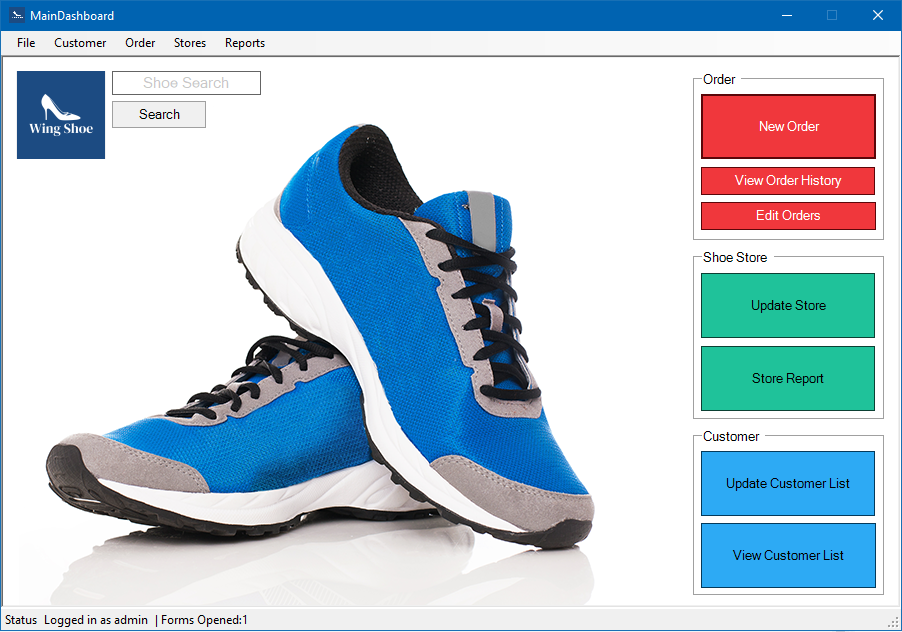 MainDashboard
File Customer Order Stores Reports
Wing Shoe
Shoe Search
Search
Order
New Order
View Order History
Edit Orders
Shoe Store
Update Store
Store Report
Customer
Update Customer List
View Customer List
Status Logged in as admin | Forms Opened:1